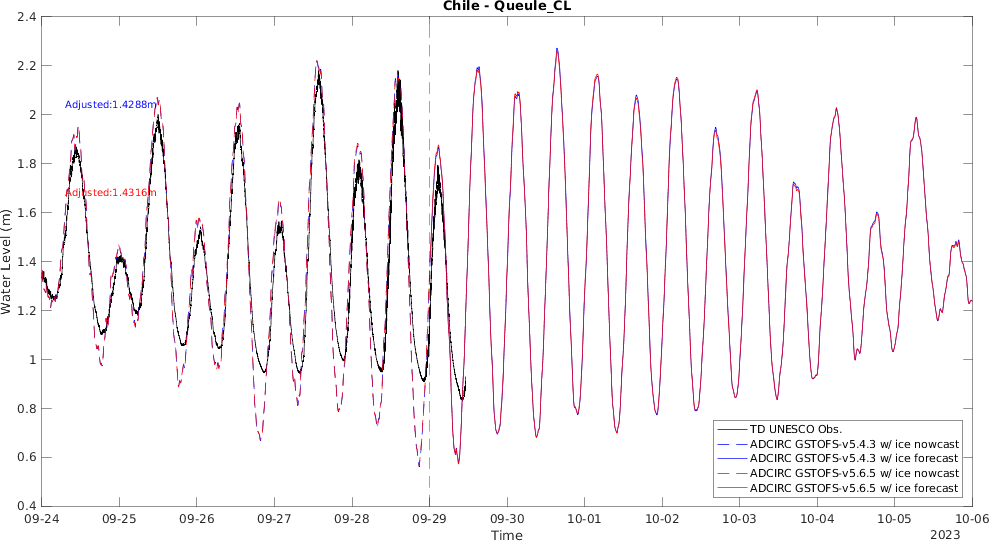 Chile - Queule_CL
2.4
2.2
2
1.8
1.6
1.4
1.2
1
0.8
0.6
0.4
Water Level (m)
Adjusted:1.4288m
Adjusted:1.4316m
TD UNESCO Obs.
ADCIRC GSTOFS-v5.4.3 w/ ice nowcast
ADCIRC GSTOFS-v5.4.3 w/ ice forecast
ADCIRC GSTOFS-v5.6.5 w/ ice nowcast
ADCIRC GSTOFS-v5.6.5 w/ ice forecast
09-24 09-25 09-26 09-27 09-28 09-29 09-30 10-01 10-02 10-03 10-04 10-05 10-06
Time
2023